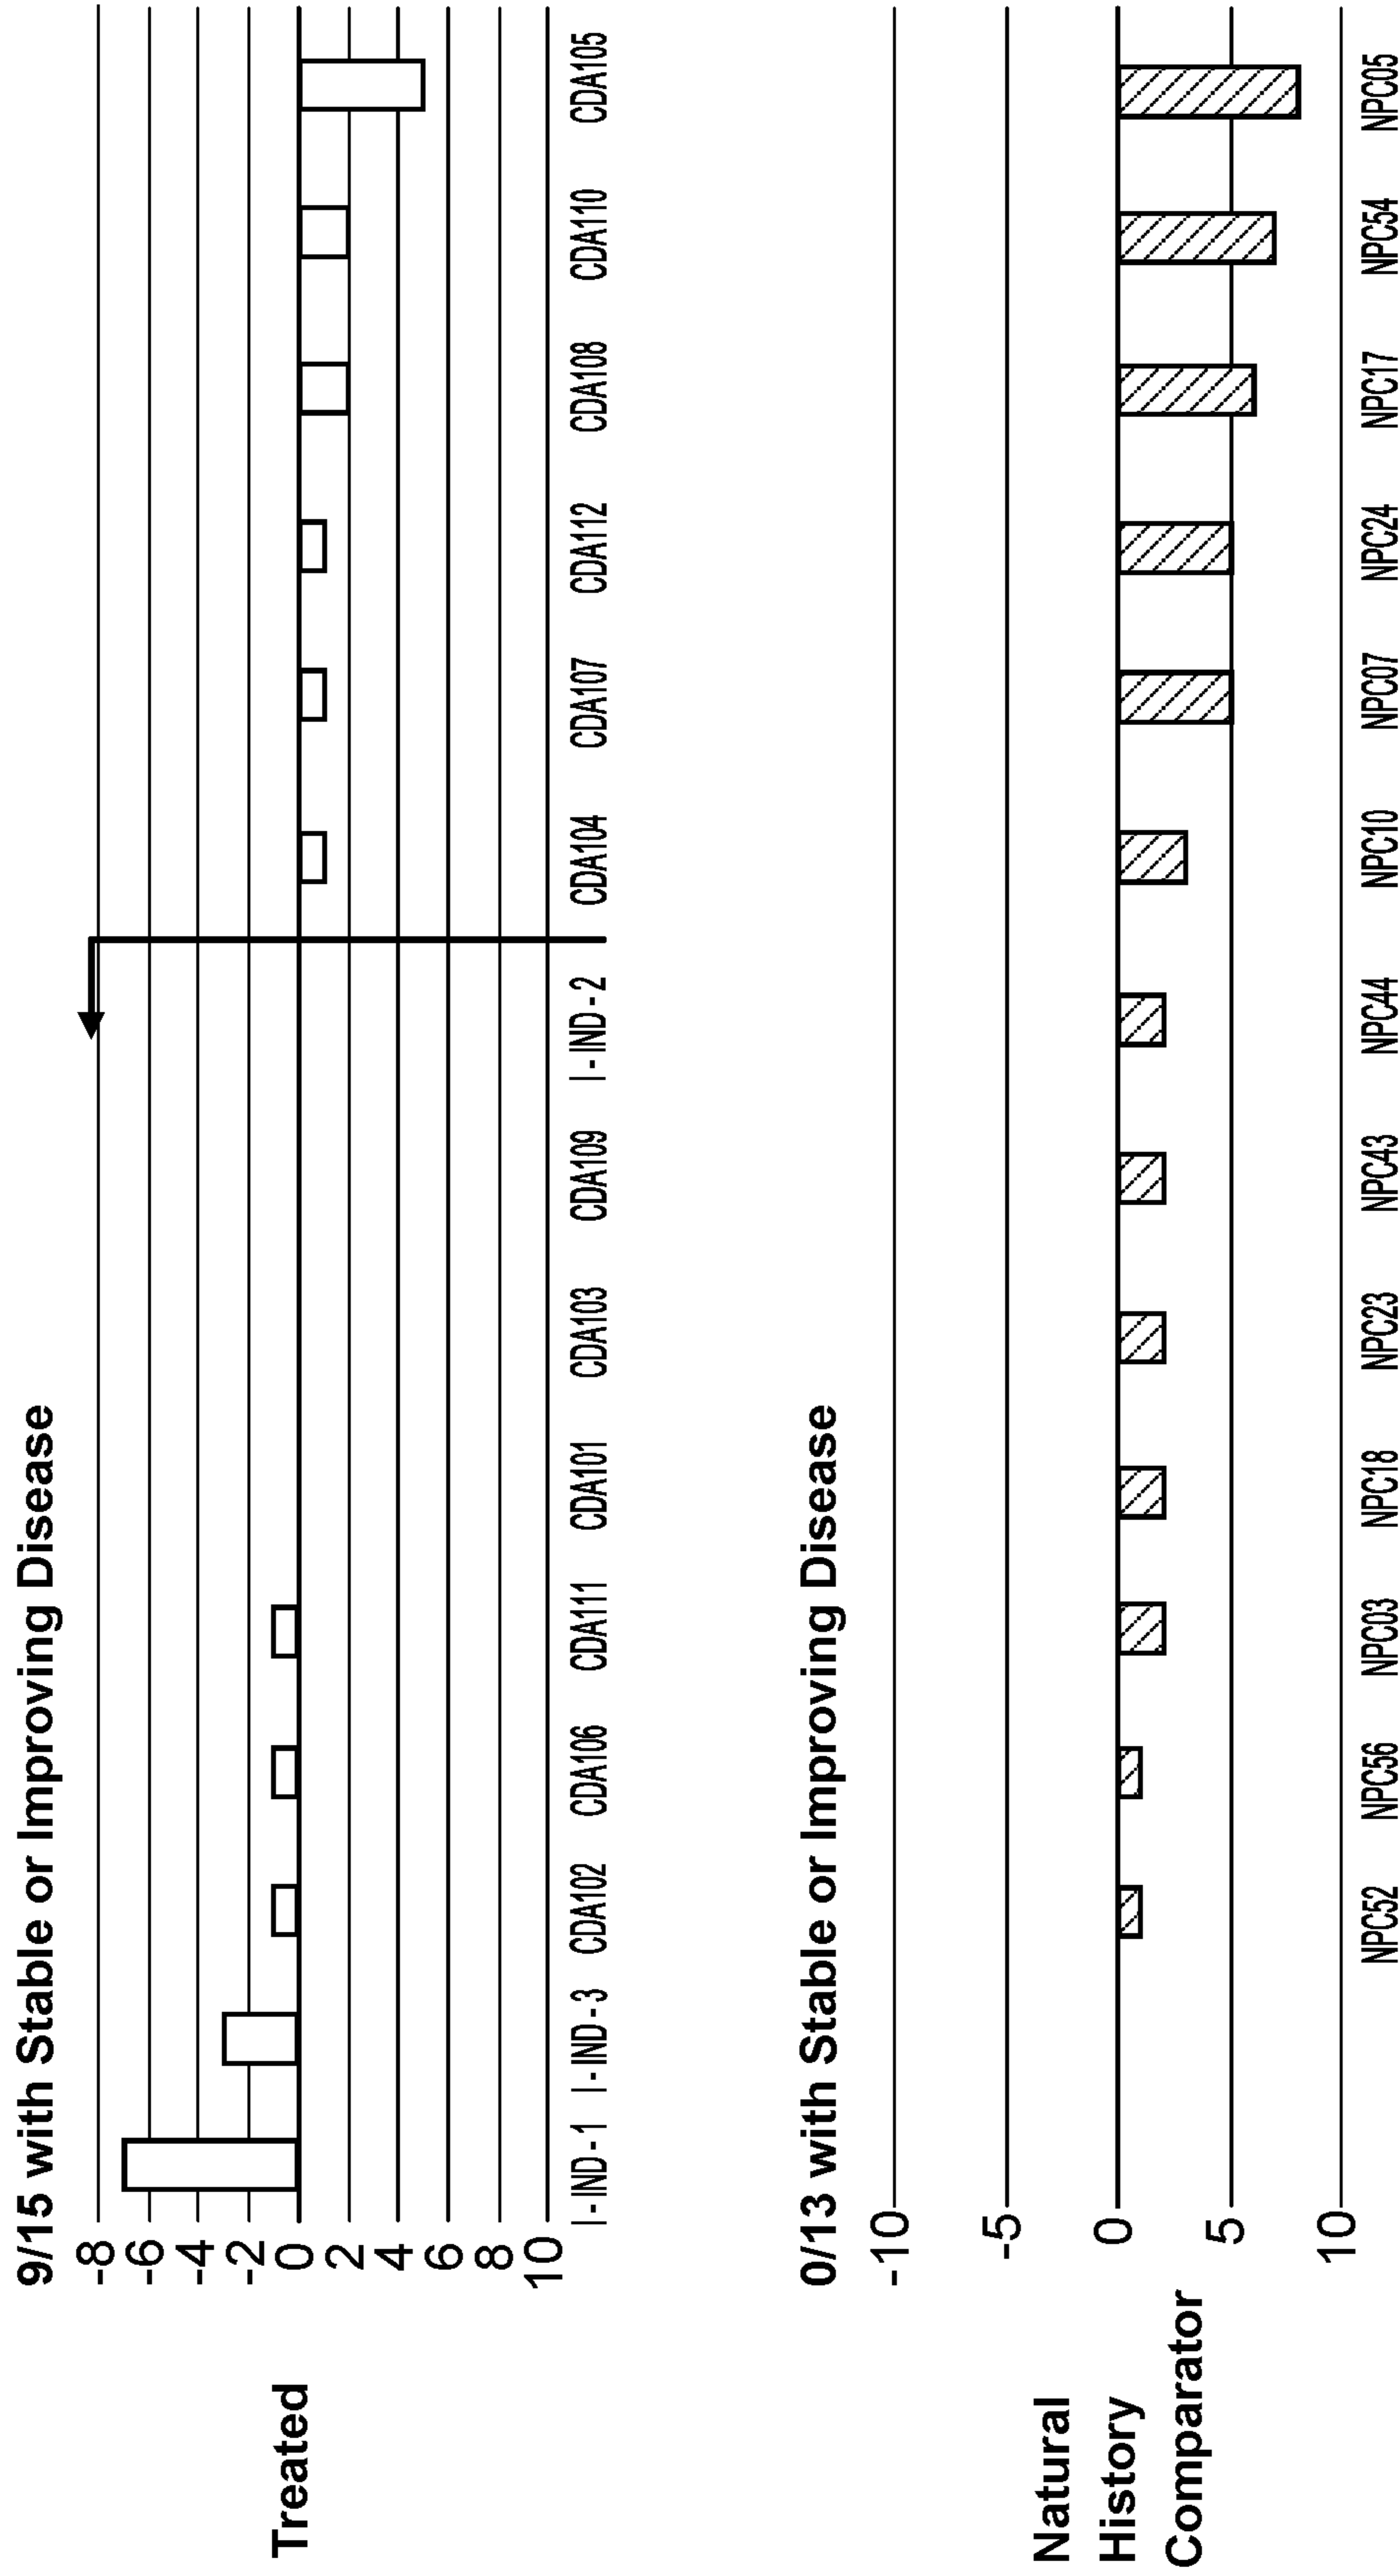 9/15 with Stable or Improving Disease
Treated
-8
-6
-4
-2
0
2
4
6
8
10
I-IND-1 I-IND-3 CDA102 CDA106 CDA111 CDA101 CDA103 CDA109 I-IND-2 CDA104 CDA107 CDA112 CDA108 CDA110 CDA105
0/13 with Stable or Improving Disease
Natural
History
Comparator
-10
-5
0
5
10
NPC52 NPC56 NPC03 NPC18 NPC23 NPC43 NPC44 NPC10 NPC07 NPC24 NPC17 NPC54 NPC05